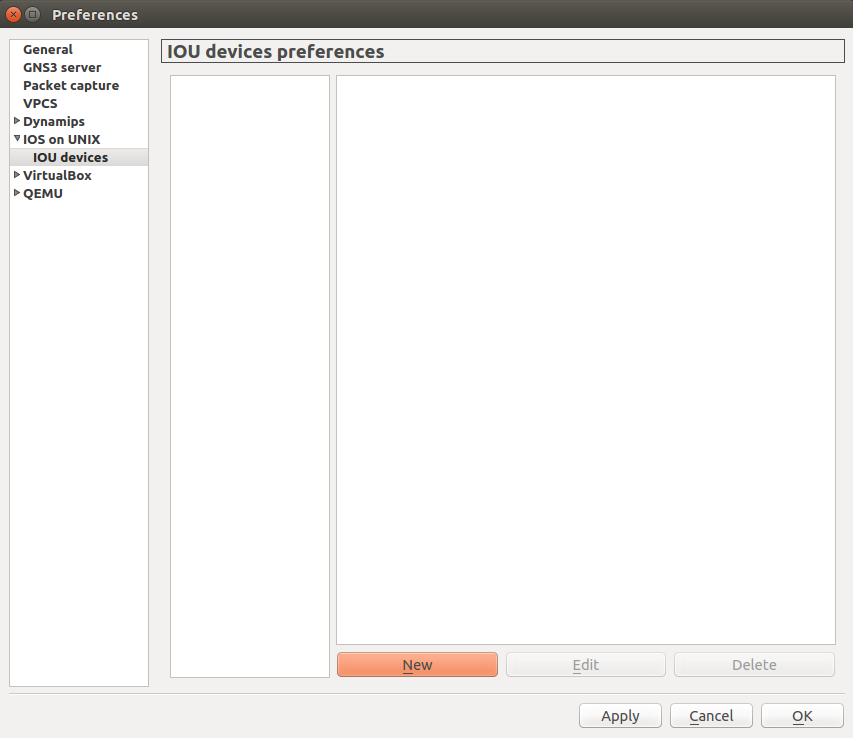 Preferences
General
GNS3 server
Packet capture
VPCS
Dynamips
IOS on UNIX
IOU devices
VirtualBox
QEMU
IOU devices preferences
New
Edit
Delete
Apply
Cancel
OK